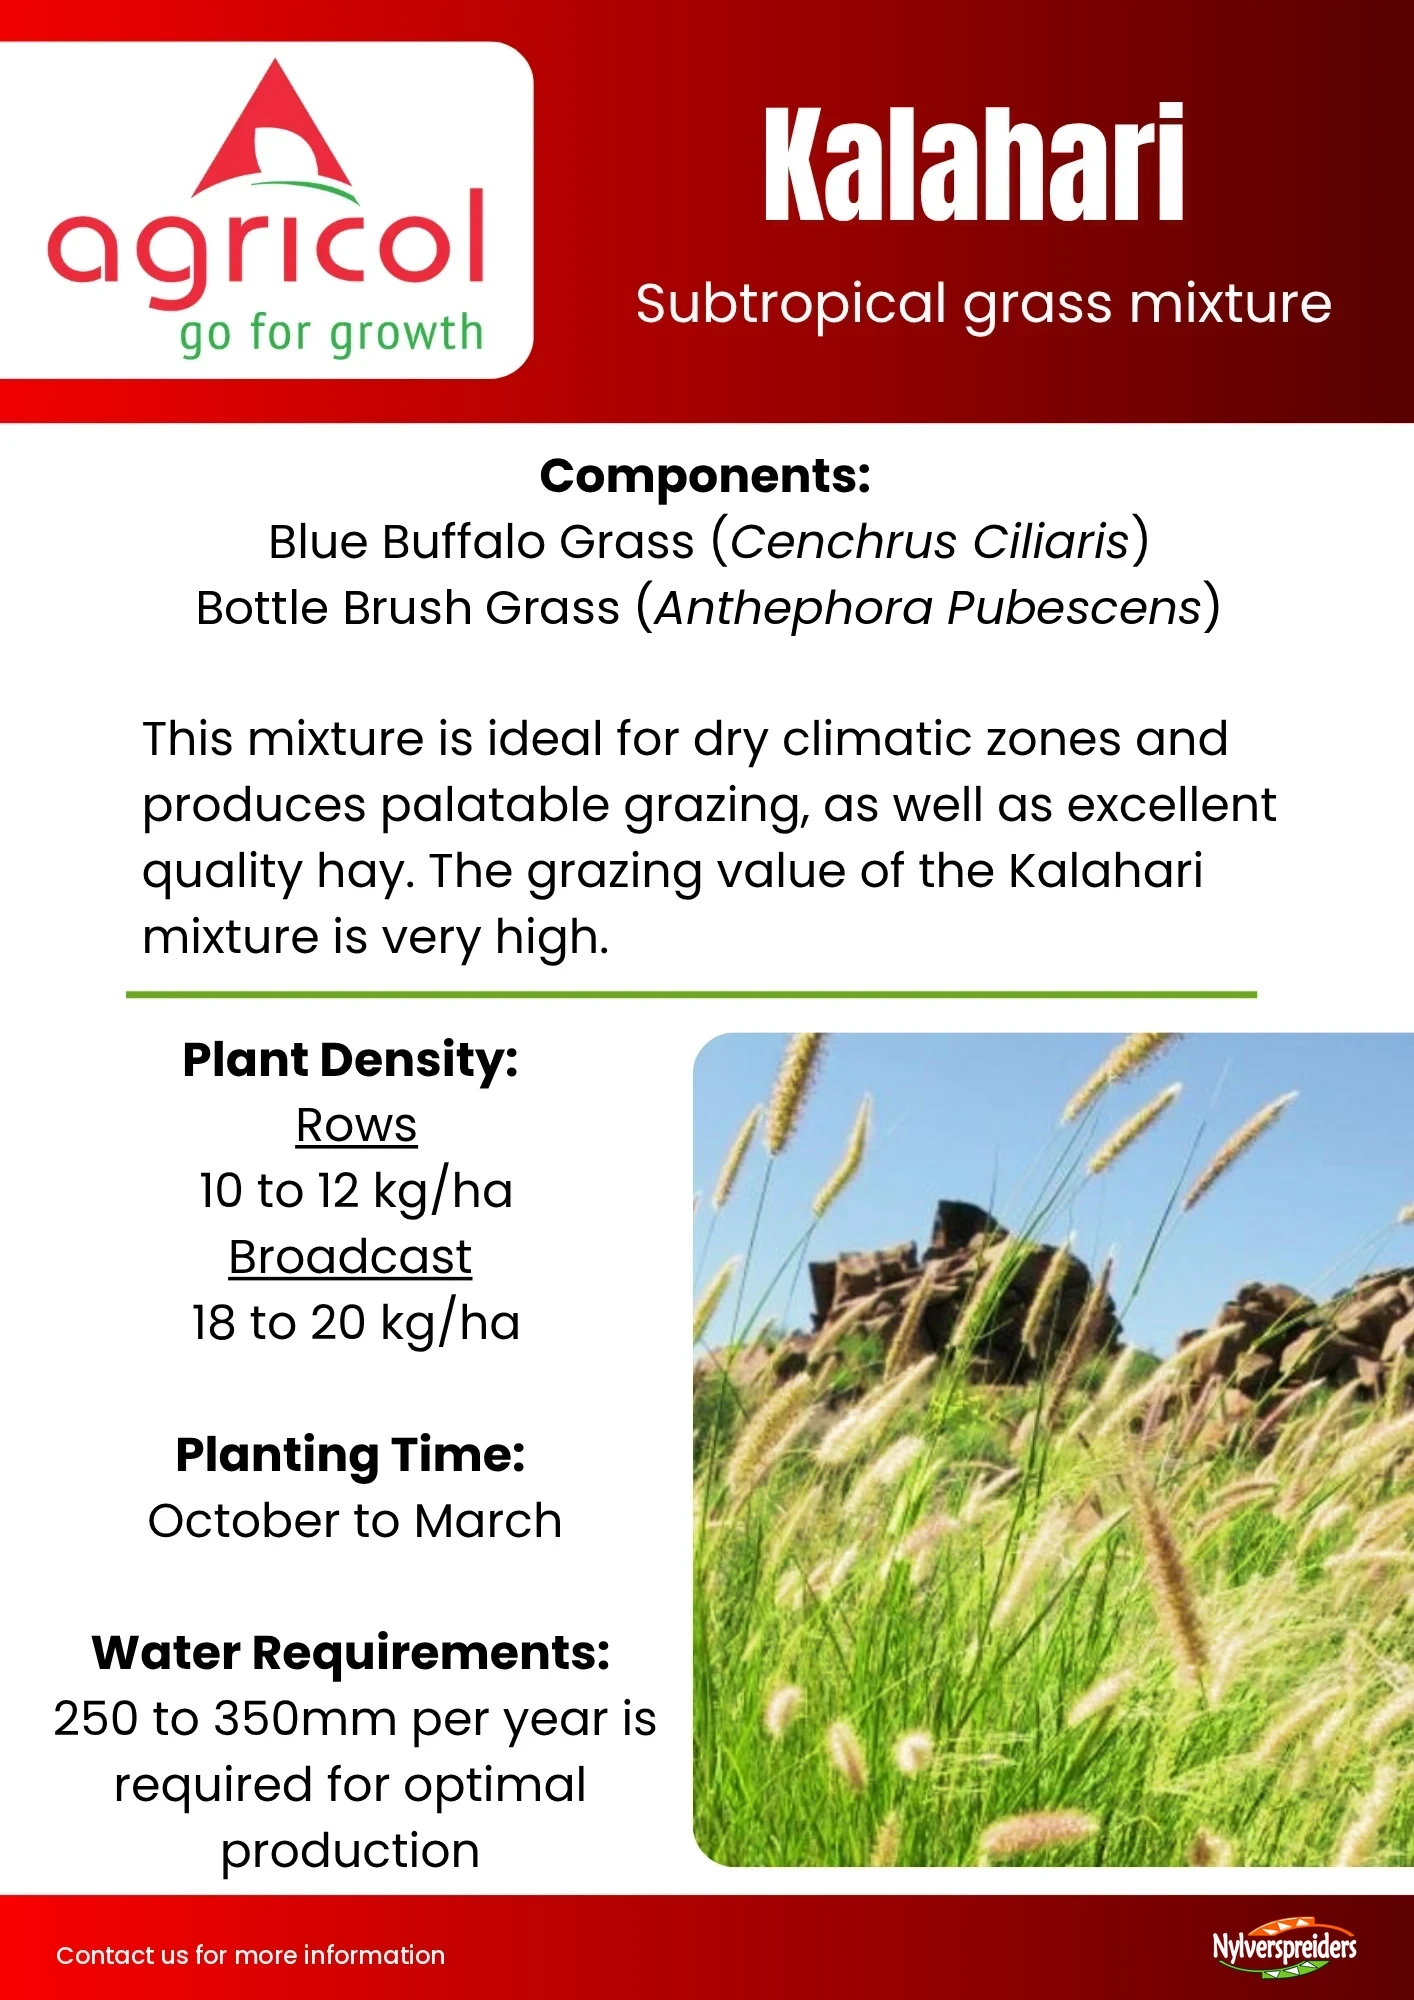 agricol
go for growth
Kalahari
Subtropical grass mixture
Components:
Blue Buffalo Grass (Cenchrus Ciliaris)
Bottle Brush Grass (Anthephora Pubescens)
This mixture is ideal for dry climatic zones and
produces palatable grazing, as well as excellent
quality hay. The grazing value of the Kalahari
mixture is very high.
Plant Density:
Rows
10 to 12 kg/ha
Broadcast
18 to 20 kg/ha
Planting Time:
October to March
Water Requirements:
250 to 350mm per year is
required for optimal
production
Contact us for more information
Nylverspreiders